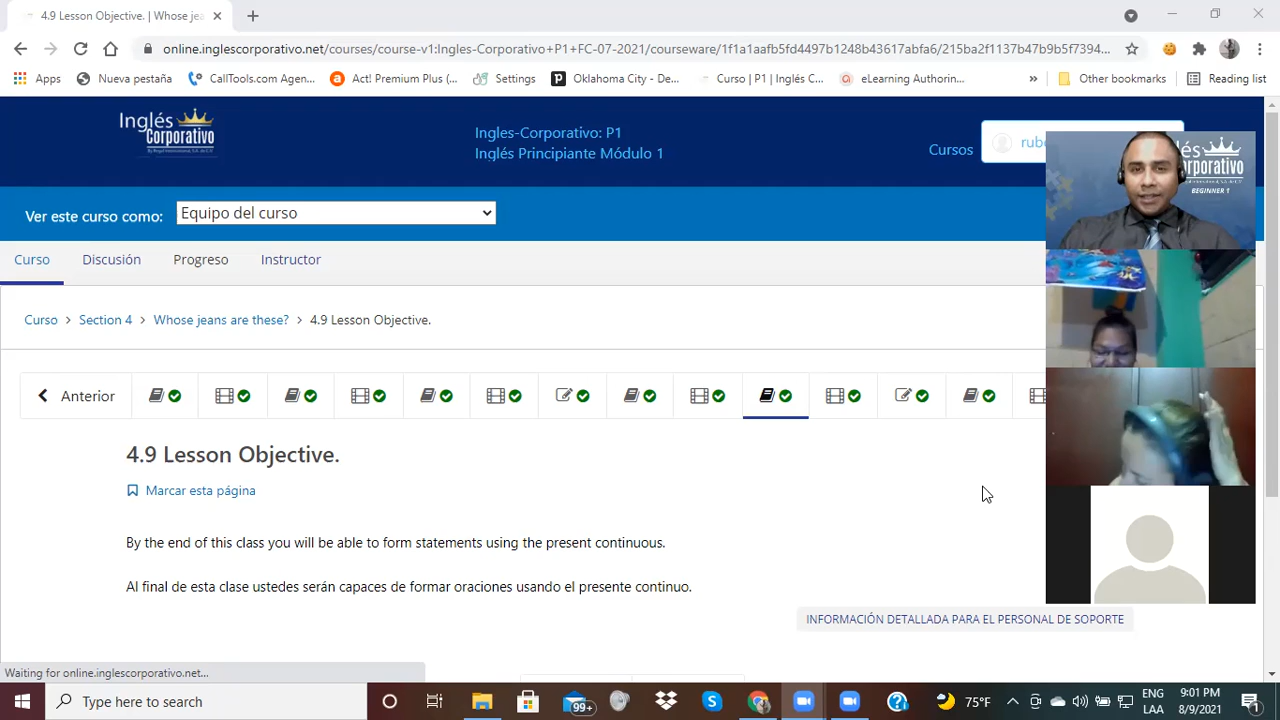 4.9 Lesson Objective. | Whose jea
online.inglescorporativo.net/courses/course-v1:Ingles-Corporativo+P1+FC-07-2021/courseware/1f1a1aafb5fd4497b1248b43617abfa6/215ba2f1137b47b9b5f7394...
Apps
Nueva pestaña
CallTools.com Agen...
Act! Premium Plus (...
Settings
Oklahoma City - De...
Curso | P1 | Inglés C...
eLearning Authorin...
»
Other bookmarks
Reading list
Inglés
Corporativo
Ingles-Corporativo: P1
Inglés Principiante Módulo 1
Cursos
rub
és
Corporativo
BEGINNER 1
Ver este curso como:
Equipo del curso
Curso
Discusión
Progreso
Instructor
Curso > Section 4 > Whose jeans are these? > 4.9 Lesson Objective.
Anterior
4.9 Lesson Objective.
Marcar esta página
By the end of this class you will be able to form statements using the present continuous.
Al final de esta clase ustedes serán capaces de formar oraciones usando el presente continuo.
INFORMACIÓN DETALLADA PARA EL PERSONAL DE SOPORTE
Waiting for online.inglescorporativo.net...
Type here to search
99+
75°F
ENG
LAA
9:01 PM
8/9/2021
1